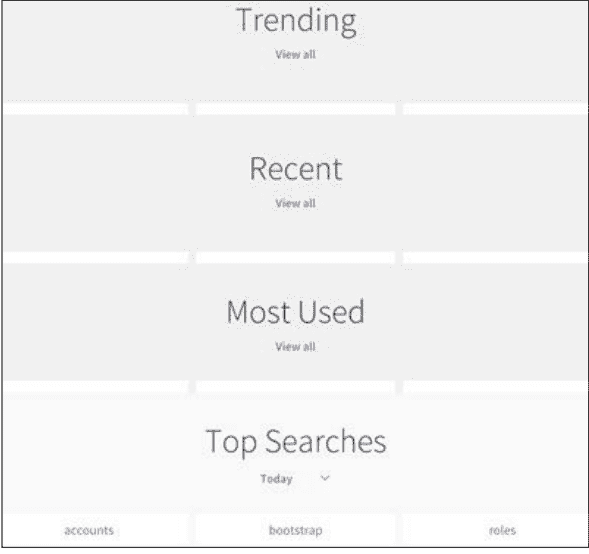 Trending
View all
Recent
View all
Most Used
View all
Top Searches
Today
accounts bootstrap roles